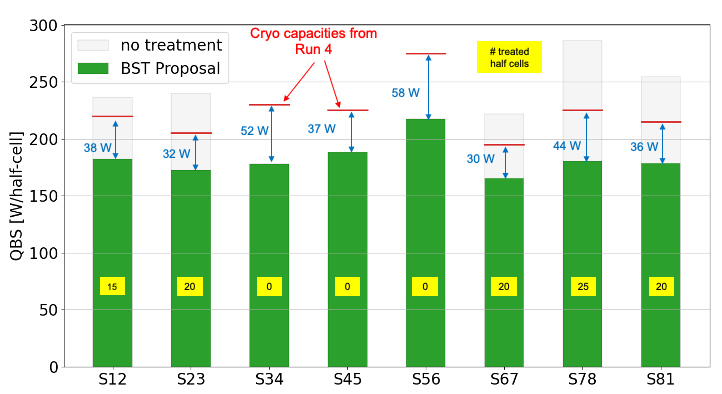 300
250
200
150
100
50
0
QBS [W/half-cell]
no treatment
BST Proposal
Cryo capacities from
Run 4
# treated
half cells
38 W
32 W
52 W
37 W
58 W
30 W
44 W
36 W
15
20
0
0
0
20
25
20
S12
S23
S34
S45
S56
S67
S78
S81